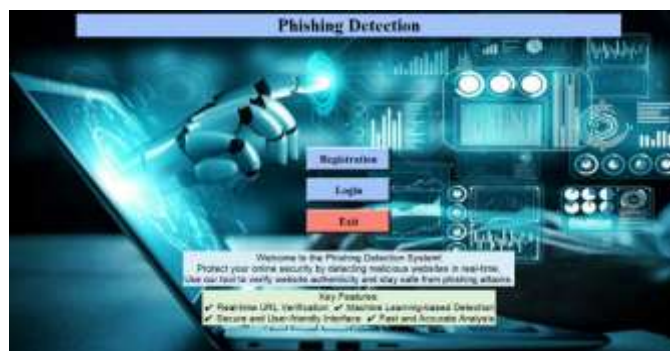 Phishing Detection
Registration
Login
Exit
Welcome to the Phishing Detection System!
Protect your online security by detecting malicious websites in real-time.
Use our tool to verify website authenticity and stay safe from phishing attacks.
Key Features:
✔ Real-time URL Verification ✔ Machine Learning-based Detection
✔ Secure and User-friendly Interface ✔ Fast and Accurate Analysis